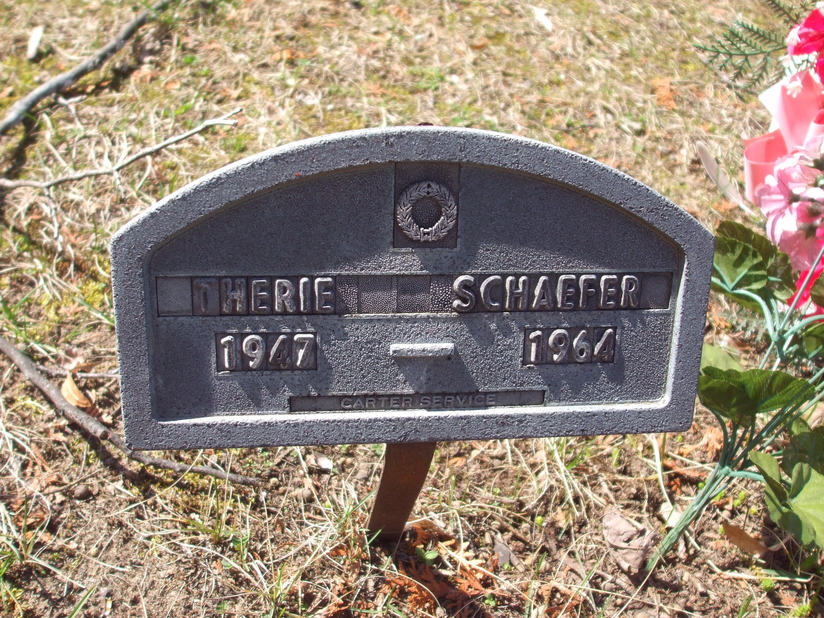 THERIE SCHAEFER
1947 1964
CARTER SERVICE